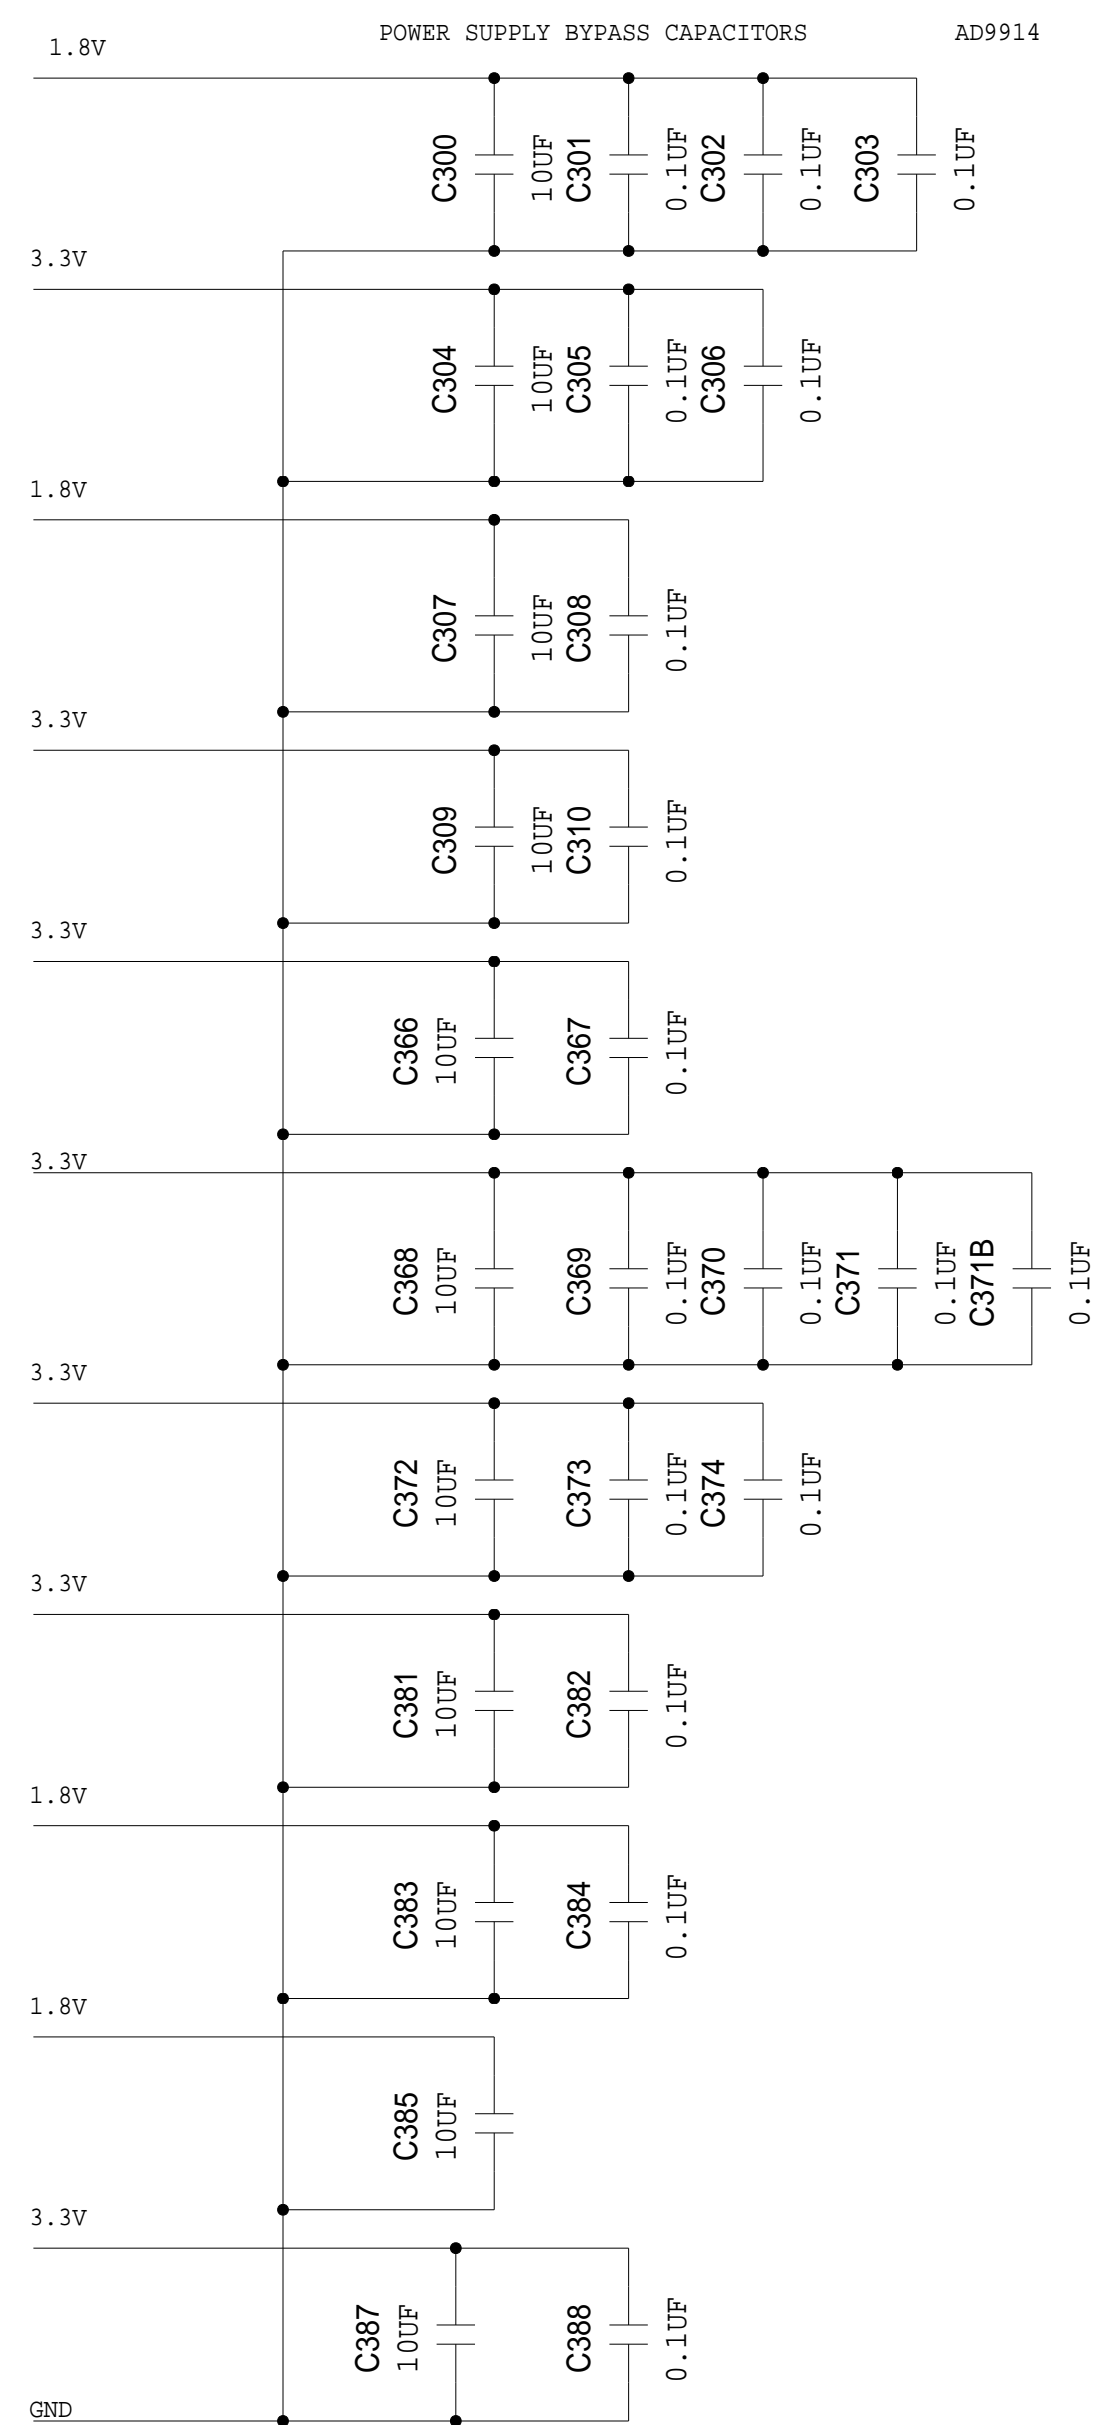 POWER SUPPLY BYPASS CAPACITORS AD9914
1.8V
C300 10UF C301 0.1UF C302 0.1UF C303 0.1UF
3.3V
C304 10UF C305 0.1UF C306 0.1UF
1.8V
C307 10UF C308 0.1UF
3.3V
C309 10UF C310 0.1UF
3.3V
C366 10UF C367 0.1UF
3.3V
C368 10UF C369 0.1UF C370 0.1UF C371 0.1UF C371B 0.1UF
3.3V
C372 10UF C373 0.1UF C374 0.1UF
3.3V
C381 10UF C382 0.1UF
1.8V
C383 10UF C384 0.1UF
1.8V
C385 10UF
3.3V
C387 10UF C388 0.1UF
GND